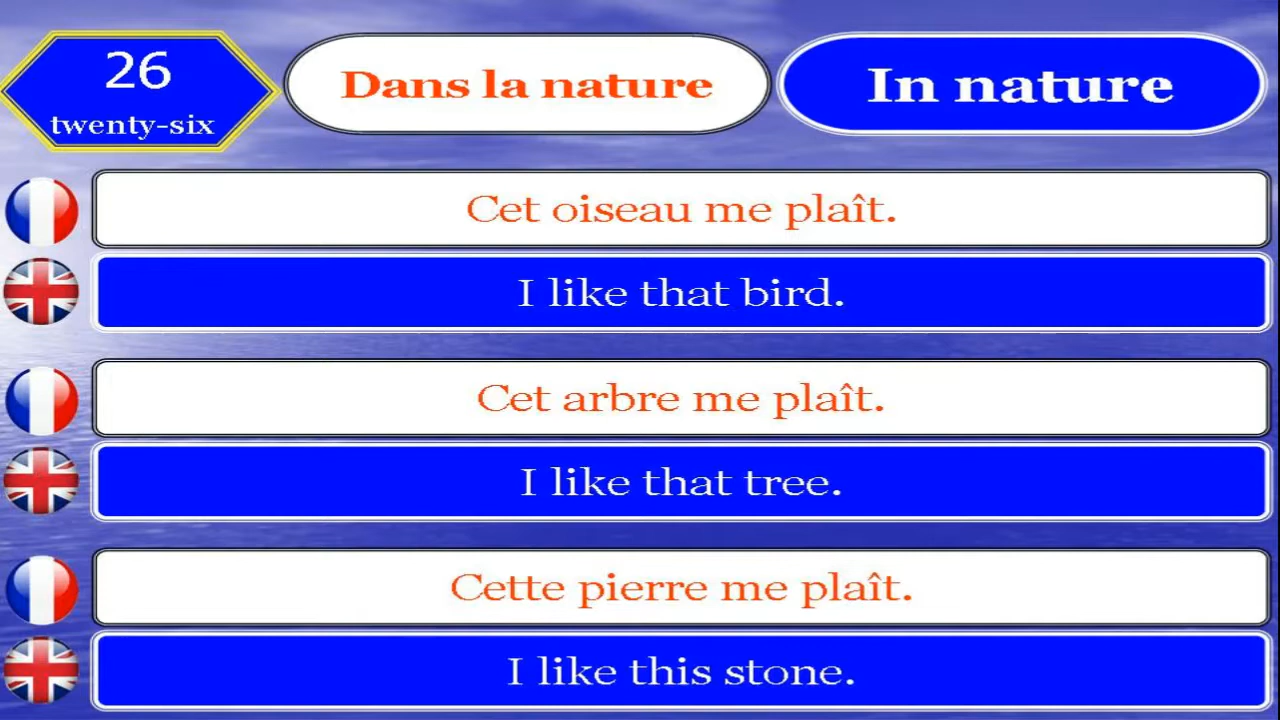 26
twenty-six
Dans la nature
In nature
Cet oiseau me plaît.
I like that bird.
Cet arbre me plaît.
I like that tree.
Cette pierre me plaît.
I like this stone.